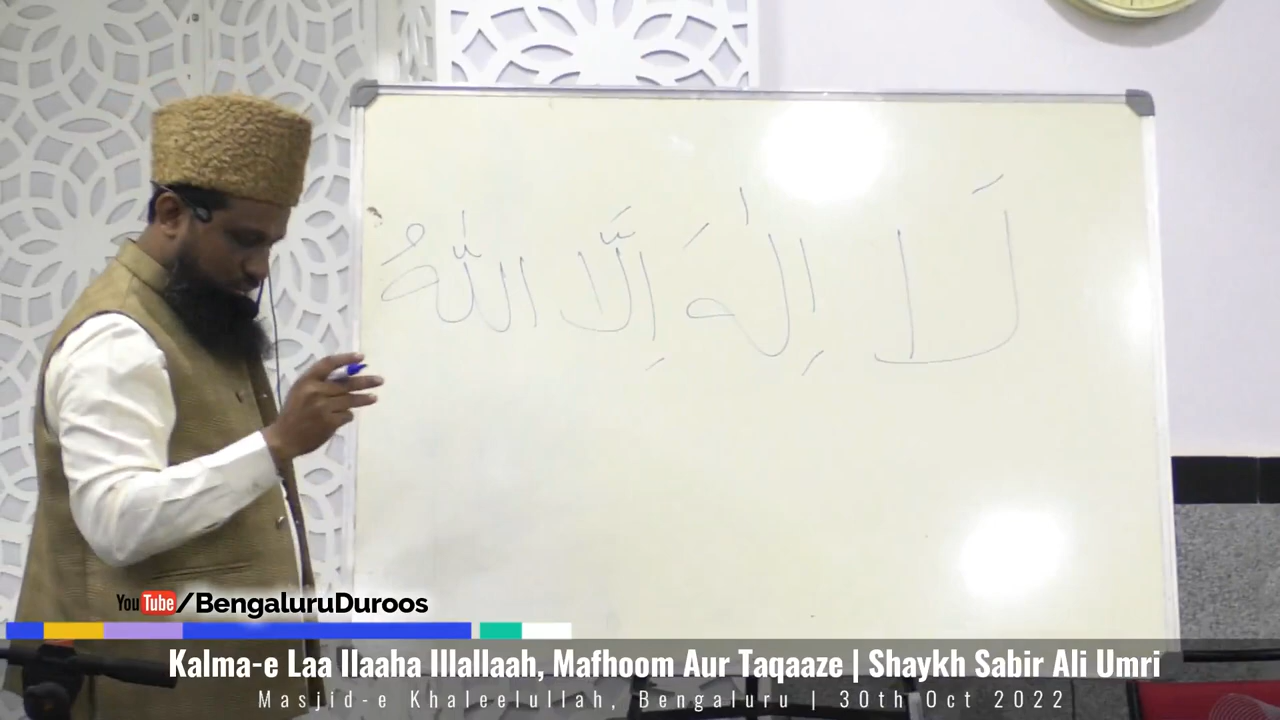 لَا إِلٰهَ إِلَّا اللّٰهُ
YouTube/BengaluruDuroos
Kalma-e Laa Ilaaha Illallaah, Mafhoom Aur Taqaaze | Shaykh Sabir Ali Umri
Masjid-e Khaleelullah, Bengaluru | 30th Oct 2022